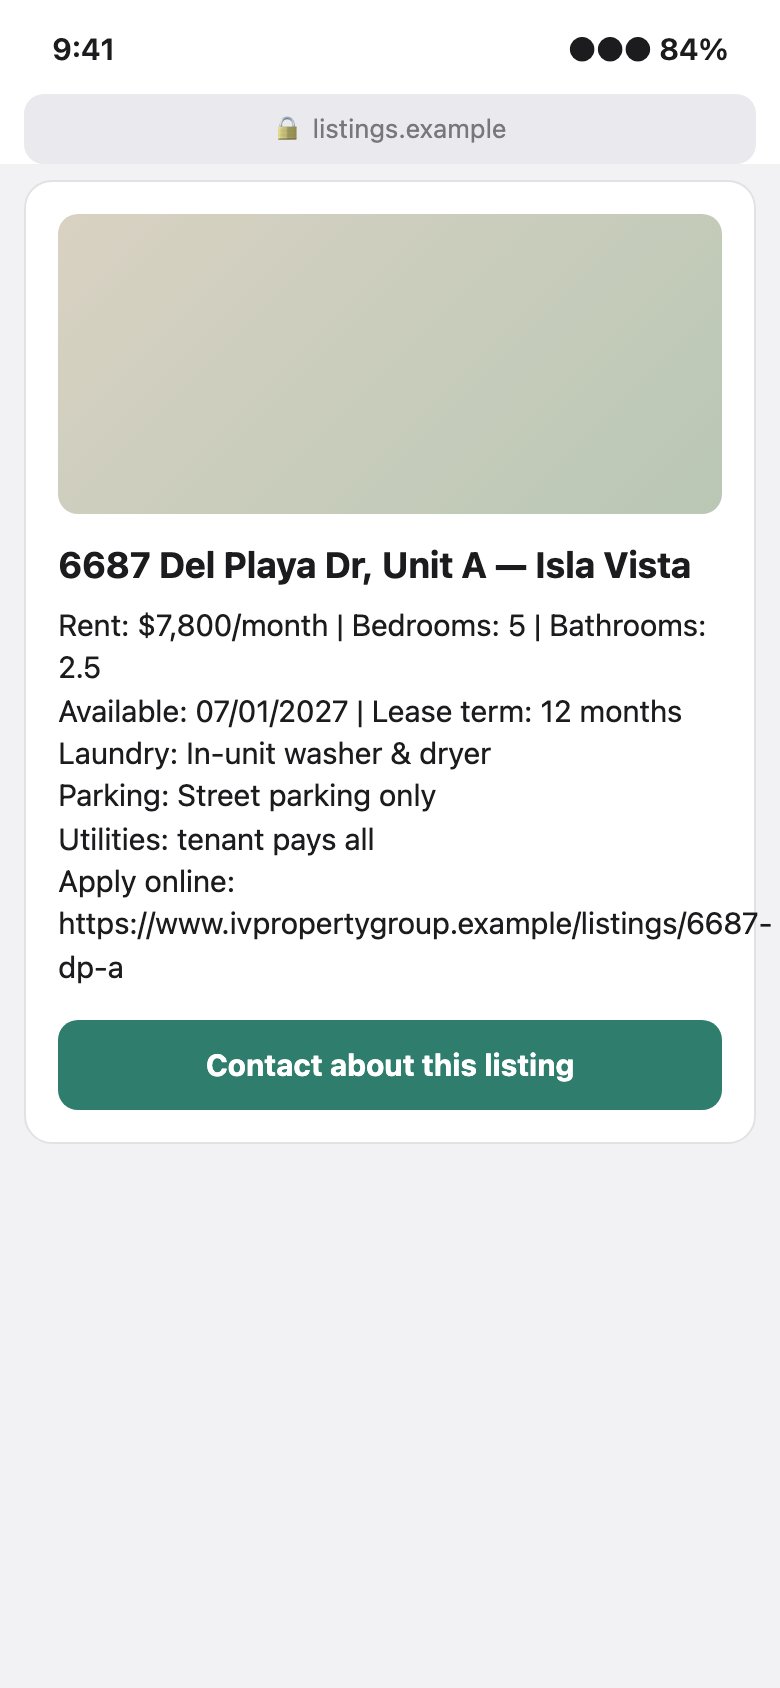 9:41
84%
listings.example
6687 Del Playa Dr, Unit A — Isla Vista
Rent: $7,800/month | Bedrooms: 5 | Bathrooms:
2.5
Available: 07/01/2027 | Lease term: 12 months
Laundry: In-unit washer & dryer
Parking: Street parking only
Utilities: tenant pays all
Apply online:
https://www.ivpropertygroup.example/listings/6687-
dp-a
Contact about this listing